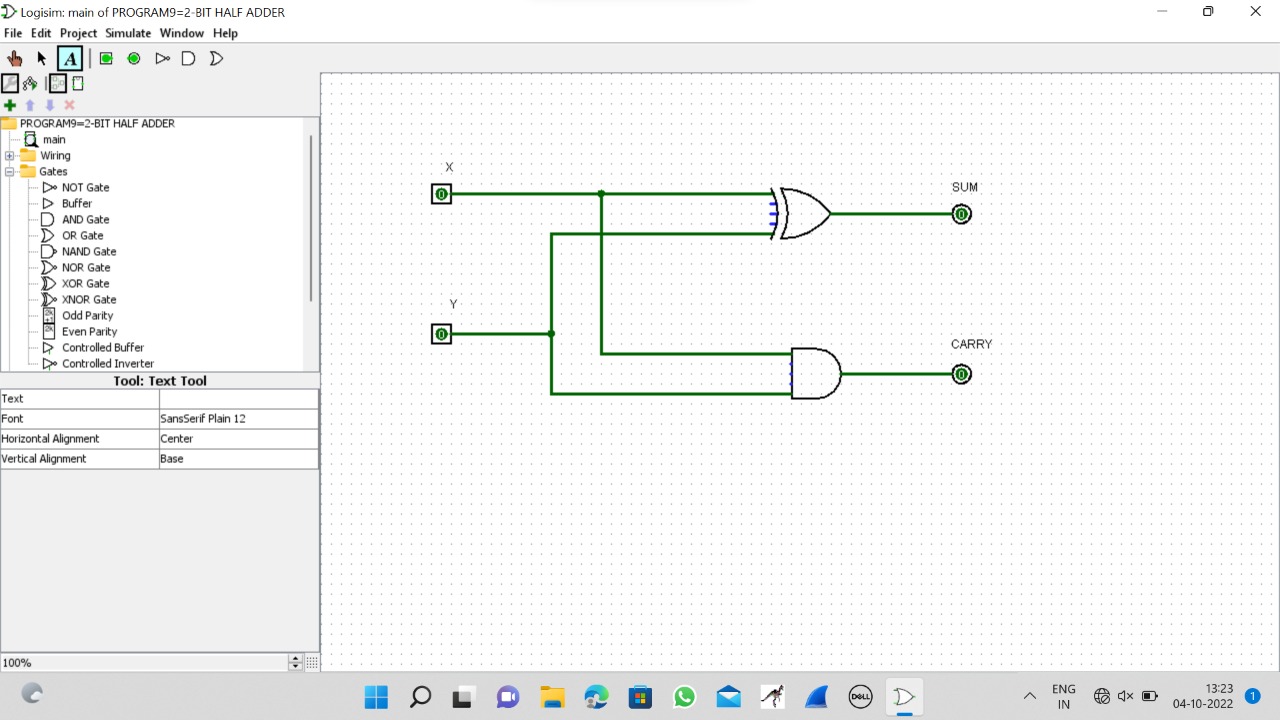 Logisim: main of PROGRAM9=2-BIT HALF ADDER
File Edit Project Simulate Window Help
A
PROGRAM9=2-BIT HALF ADDER
main
Wiring
Gates
NOT Gate
Buffer
AND Gate
OR Gate
NAND Gate
NOR Gate
XOR Gate
XNOR Gate
Odd Parity
Even Parity
Controlled Buffer
Controlled Inverter
Tool: Text Tool
Text
Font SansSerif Plain 12
Horizontal Alignment Center
Vertical Alignment Base
100%
X
0
Y
0
SUM
0
CARRY
0
DELL
ENG
IN
13:23
04-10-2022
1